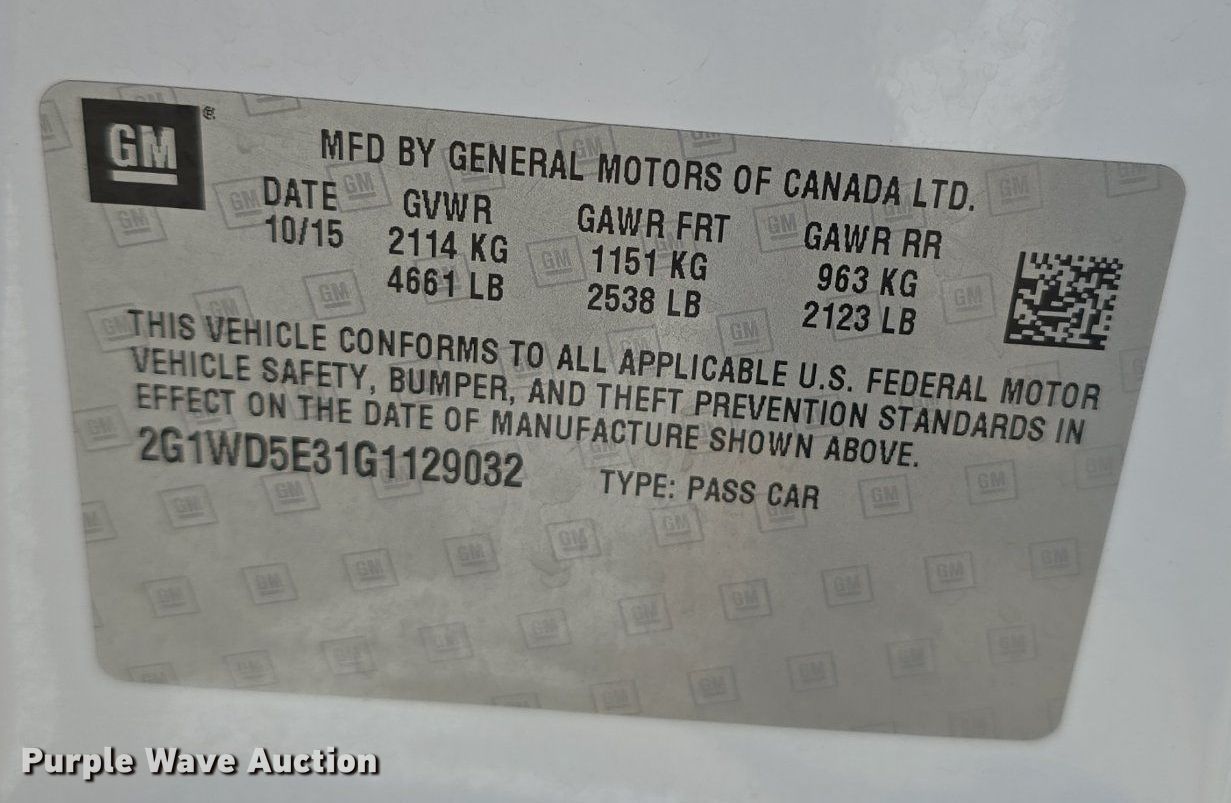 GM ®
MFD BY GENERAL MOTORS OF CANADA LTD.
DATE GVWR GAWR FRT GAWR RR
10/15 2114 KG 1151 KG 963 KG
4661 LB 2538 LB 2123 LB
THIS VEHICLE CONFORMS TO ALL APPLICABLE U.S. FEDERAL MOTOR
VEHICLE SAFETY, BUMPER, AND THEFT PREVENTION STANDARDS IN
EFFECT ON THE DATE OF MANUFACTURE SHOWN ABOVE.
2G1WD5E31G1129032 TYPE: PASS CAR
Purple Wave Auction